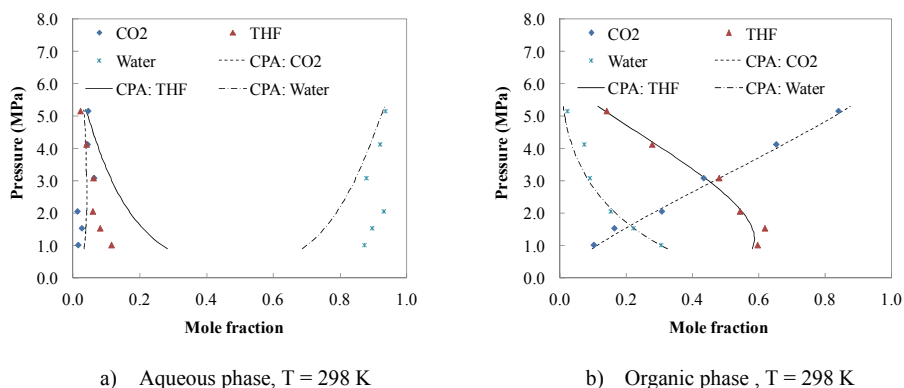 8.0
7.0
6.0
5.0
4.0
3.0
2.0
1.0
0.0
Pressure (MPa)
CO2
THF
Water
CPA: CO2
CPA: THF
CPA: Water
0.0 0.2 0.4 0.6 0.8 1.0
Mole fraction
a) Aqueous phase, T = 298 K
8.0
7.0
6.0
5.0
4.0
3.0
2.0
1.0
0.0
Pressure (MPa)
CO2
THF
Water
CPA: CO2
CPA: THF
CPA: Water
0.0 0.2 0.4 0.6 0.8 1.0
Mole fraction
b) Organic phase , T = 298 K